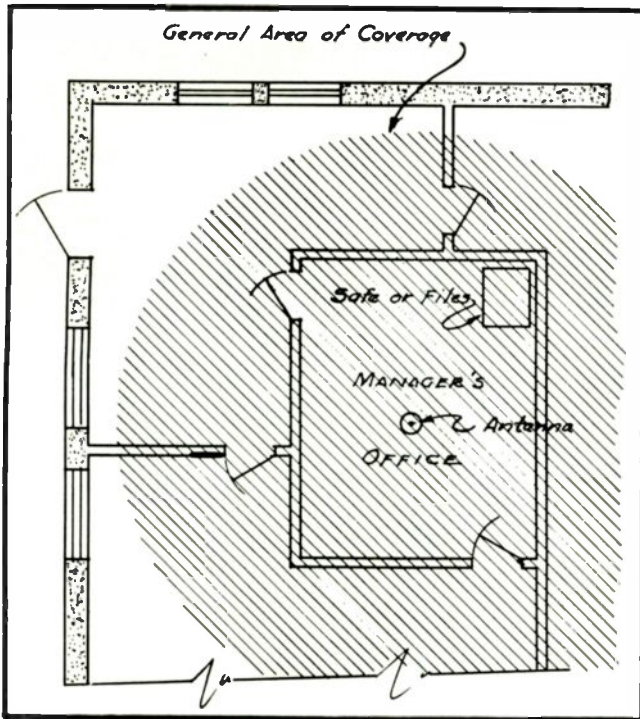 General Area of Coverage
Safe or Files
MANAGER'S
Antenna
OFFICE